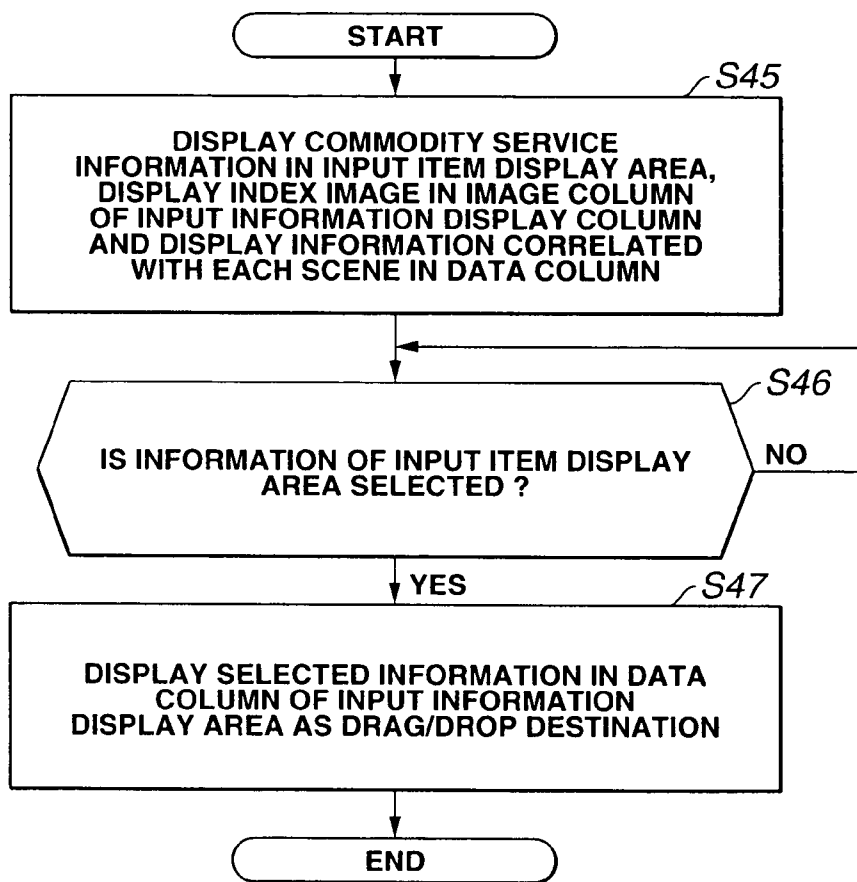 START
S45
DISPLAY COMMODITY SERVICE
INFORMATION IN INPUT ITEM DISPLAY AREA,
DISPLAY INDEX IMAGE IN IMAGE COLUMN
OF INPUT INFORMATION DISPLAY COLUMN
AND DISPLAY INFORMATION CORRELATED
WITH EACH SCENE IN DATA COLUMN
S46
IS INFORMATION OF INPUT ITEM DISPLAY
AREA SELECTED ?
NO
YES
S47
DISPLAY SELECTED INFORMATION IN DATA
COLUMN OF INPUT INFORMATION
DISPLAY AREA AS DRAG/DROP DESTINATION
END